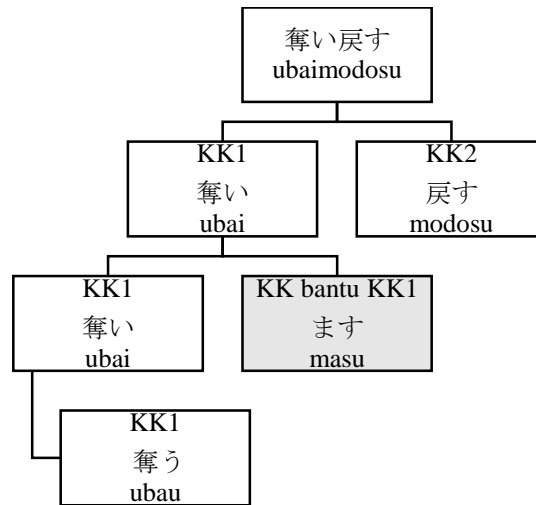 奪い戻す
ubaimodosu
KK1
奪い
ubai
KK2
戻す
modosu
KK1
奪い
ubai
KK bantu KK1
ます
masu
KK1
奪う
ubau